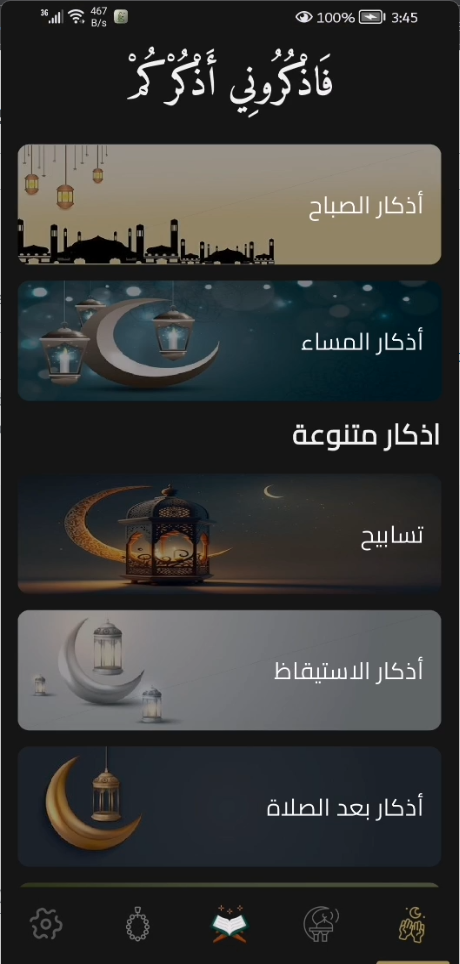 3G
467
B/s
100%
3:45
فَاذْكُرُونِي أَذْكُرْكُمْ
أذكار الصباح
أذكار المساء
اذكار متنوعة
تسابيح
أذكار الاستيقاظ
أذكار بعد الصلاة